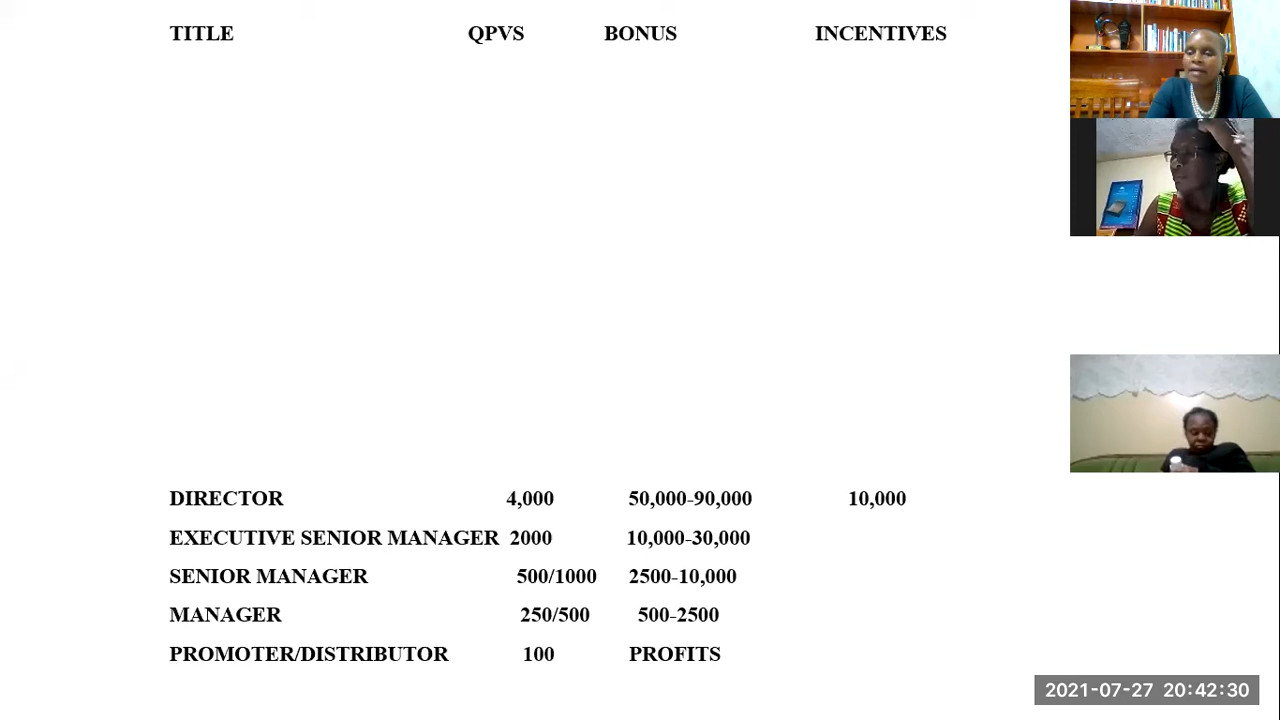 TITLE QPVS BONUS INCENTIVES
DIRECTOR 4,000 50,000-90,000 10,000
EXECUTIVE SENIOR MANAGER 2000 10,000-30,000
SENIOR MANAGER 500/1000 2500-10,000
MANAGER 250/500 500-2500
PROMOTER/DISTRIBUTOR 100 PROFITS
2021-07-27 20:42:30